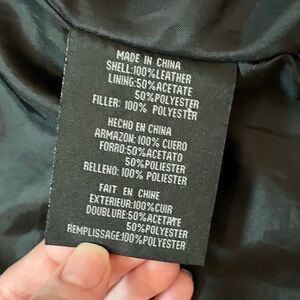 MADE IN CHINA
SHELL:100%LEATHER
LINING:50%ACETATE
50%POLYESTER
FILLER: 100% POLYESTER
HECHO EN CHINA
ARMAZON:100% CUERO
FORRO:50%ACETATO
50%POLIESTER
RELLENO: 100% POLIESTER
FAIT EN CHINE
EXTERIEUR:100%CUIR
DOUBLURE:50%ACETATE
50%POLYESTER
REMPLISSAGE:100%POLYESTER